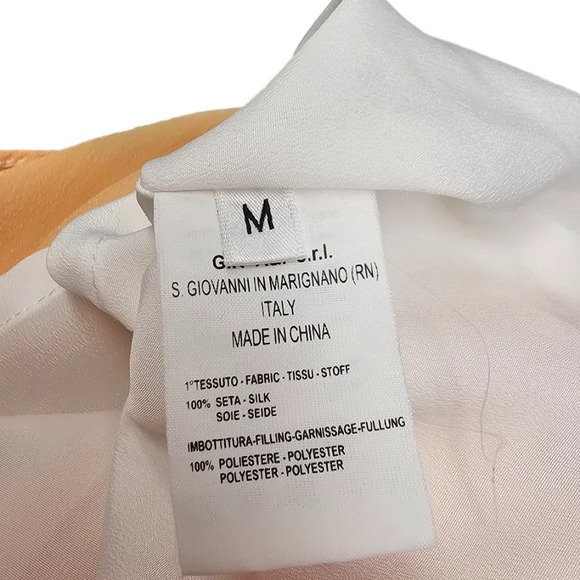 M
s.r.l.
S. GIOVANNI IN MARIGNANO (RN)
ITALY
MADE IN CHINA
1°TESSUTO - FABRIC - TISSU - STOFF
100% SETA - SILK
SOIE - SEIDE
IMBOTTITURA-FILLING-GARNISSAGE-FULLUNG
100% POLIESTERE - POLYESTER
POLYESTER - POLYESTER